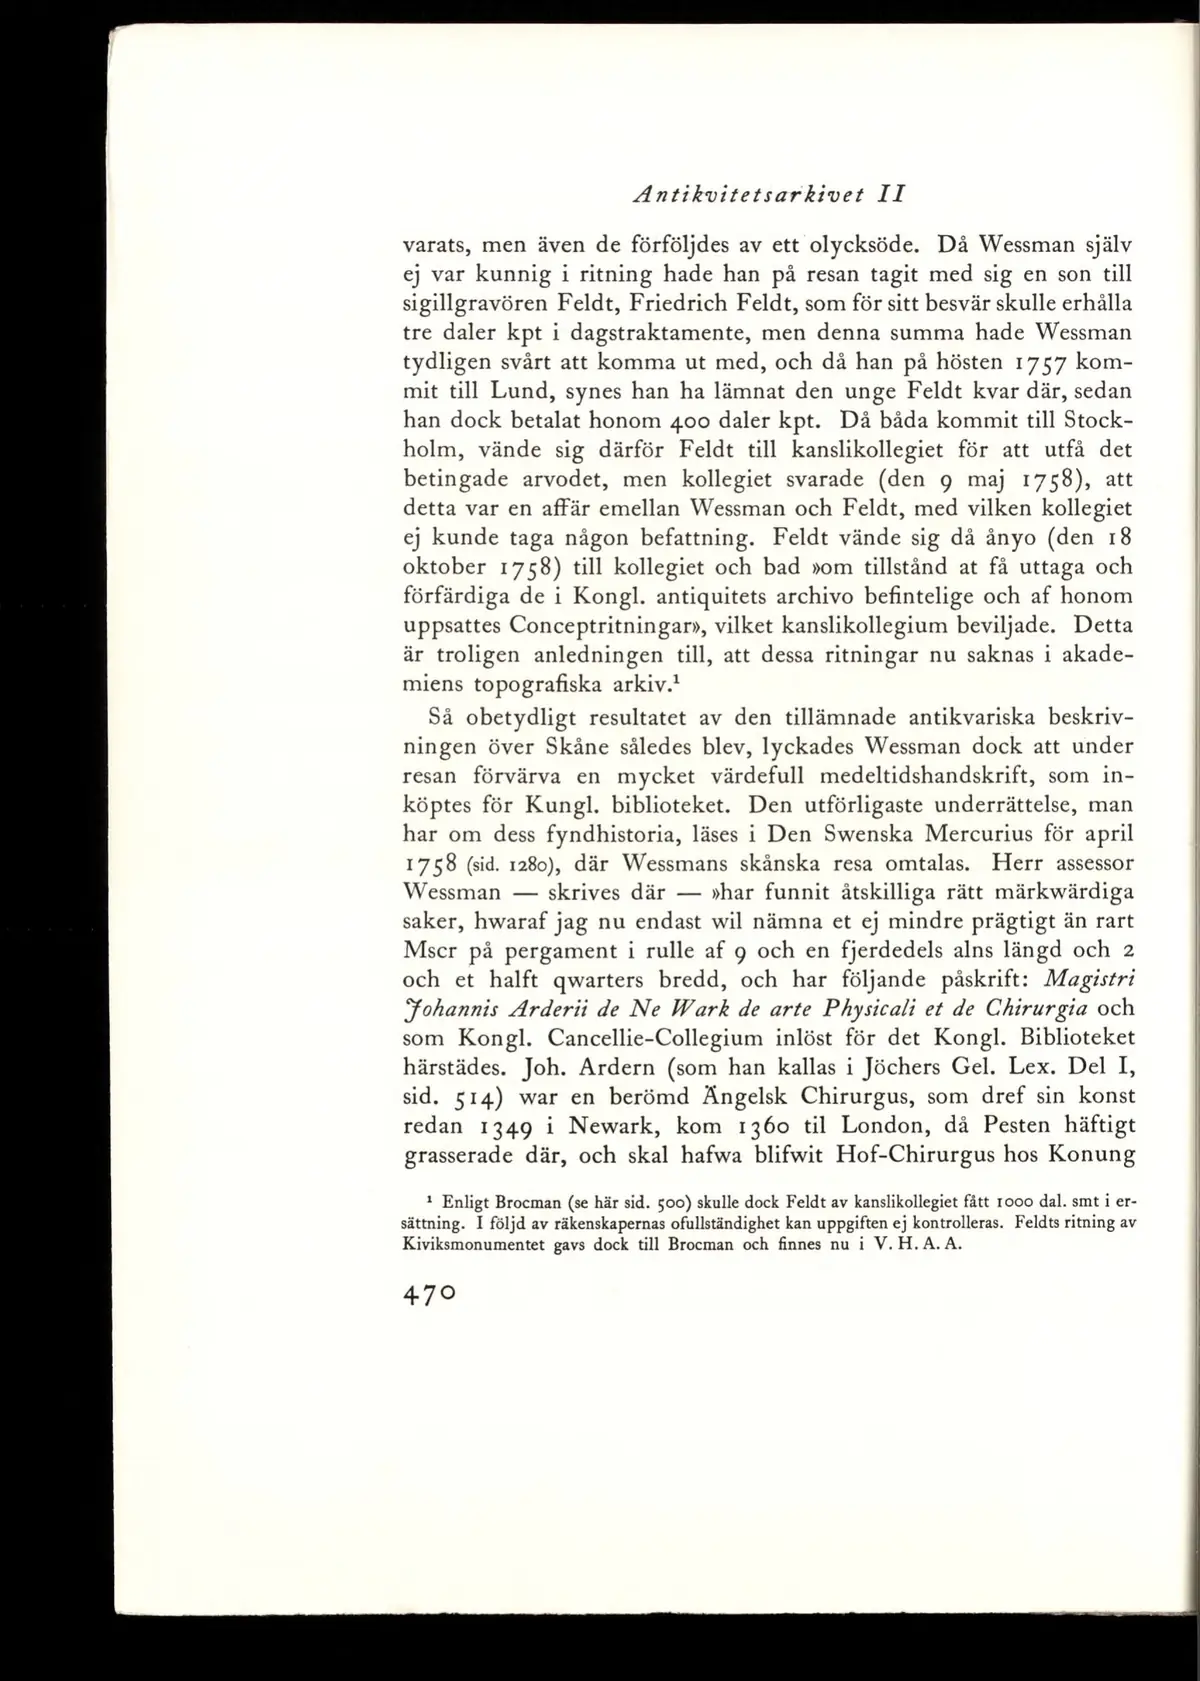 Antikvitetsarkivet II
varats, men även de förföljdes av ett olycksöde. Då Wessman själv
ej var kunnig i ritning hade han på resan tagit med sig en son till
sigillgravören Feldt, Friedrich Feldt, som för sitt besvär skulle erhålla
tre daler kpt i dagstraktamente, men denna summa hade Wessman
tydligen svårt att komma ut med, och då han på hösten 1757 kom-
mit till Lund, synes han ha lämnat den unge Feldt kvar där, sedan
han dock betalat honom 400 daler kpt. Då båda kommit till Stock-
holm, vände sig därför Feldt till kanslikollegiet för att utfå det
betingade arvodet, men kollegiet svarade (den 9 maj 1758), att
detta var en affär emellan Wessman och Feldt, med vilken kollegiet
ej kunde taga någon befattning. Feldt vände sig då ånyo (den 18
oktober 1758) till kollegiet och bad »om tillstånd at få uttaga och
förfärdiga de i Kongl. antiquitets archivo befintelige och af honom
uppsattes Conceptritningar», vilket kanslikollegium beviljade. Detta
är troligen anledningen till, att dessa ritningar nu saknas i akade-
miens topografiska arkiv.¹
Så obetydligt resultatet av den tillämnade antikvariska beskriv-
ningen över Skåne således blev, lyckades Wessman dock att under
resan förvärva en mycket värdefull medeltidshandskrift, som in-
köptes för Kungl. biblioteket. Den utförligaste underrättelse, man
har om dess fyndhistoria, läses i Den Swenska Mercurius för april
1758 (sid. 1280), där Wessmans skånska resa omtalas. Herr assessor
Wessman — skrives där — »har funnit åtskilliga rätt märkwärdiga
saker, hwaraf jag nu endast wil nämna et ej mindre prägtigt än rart
Mscr på pergament i rulle af 9 och en fjerdedels alns längd och 2
och et halft qwarters bredd, och har följande påskrift: Magistri
Johannis Arderii de Ne Wark de arte Physicali et de Chirurgia och
som Kongl. Cancellie-Collegium inlöst för det Kongl. Biblioteket
härstädes. Joh. Ardern (som han kallas i Jöchers Gel. Lex. Del I,
sid. 514) war en berömd Ängelsk Chirurgus, som dref sin konst
redan 1349 i Newark, kom 1360 til London, då Pesten häftigt
grasserade där, och skal hafwa blifwit Hof-Chirurgus hos Konung
¹ Enligt Brocman (se här sid. 500) skulle dock Feldt av kanslikollegiet fått 1000 dal. smt i er-
sättning. I följd av räkenskapernas ofullständighet kan uppgiften ej kontrolleras. Feldts ritning av
Kiviksmonumentet gavs dock till Brocman och finnes nu i V. H. A. A.
470